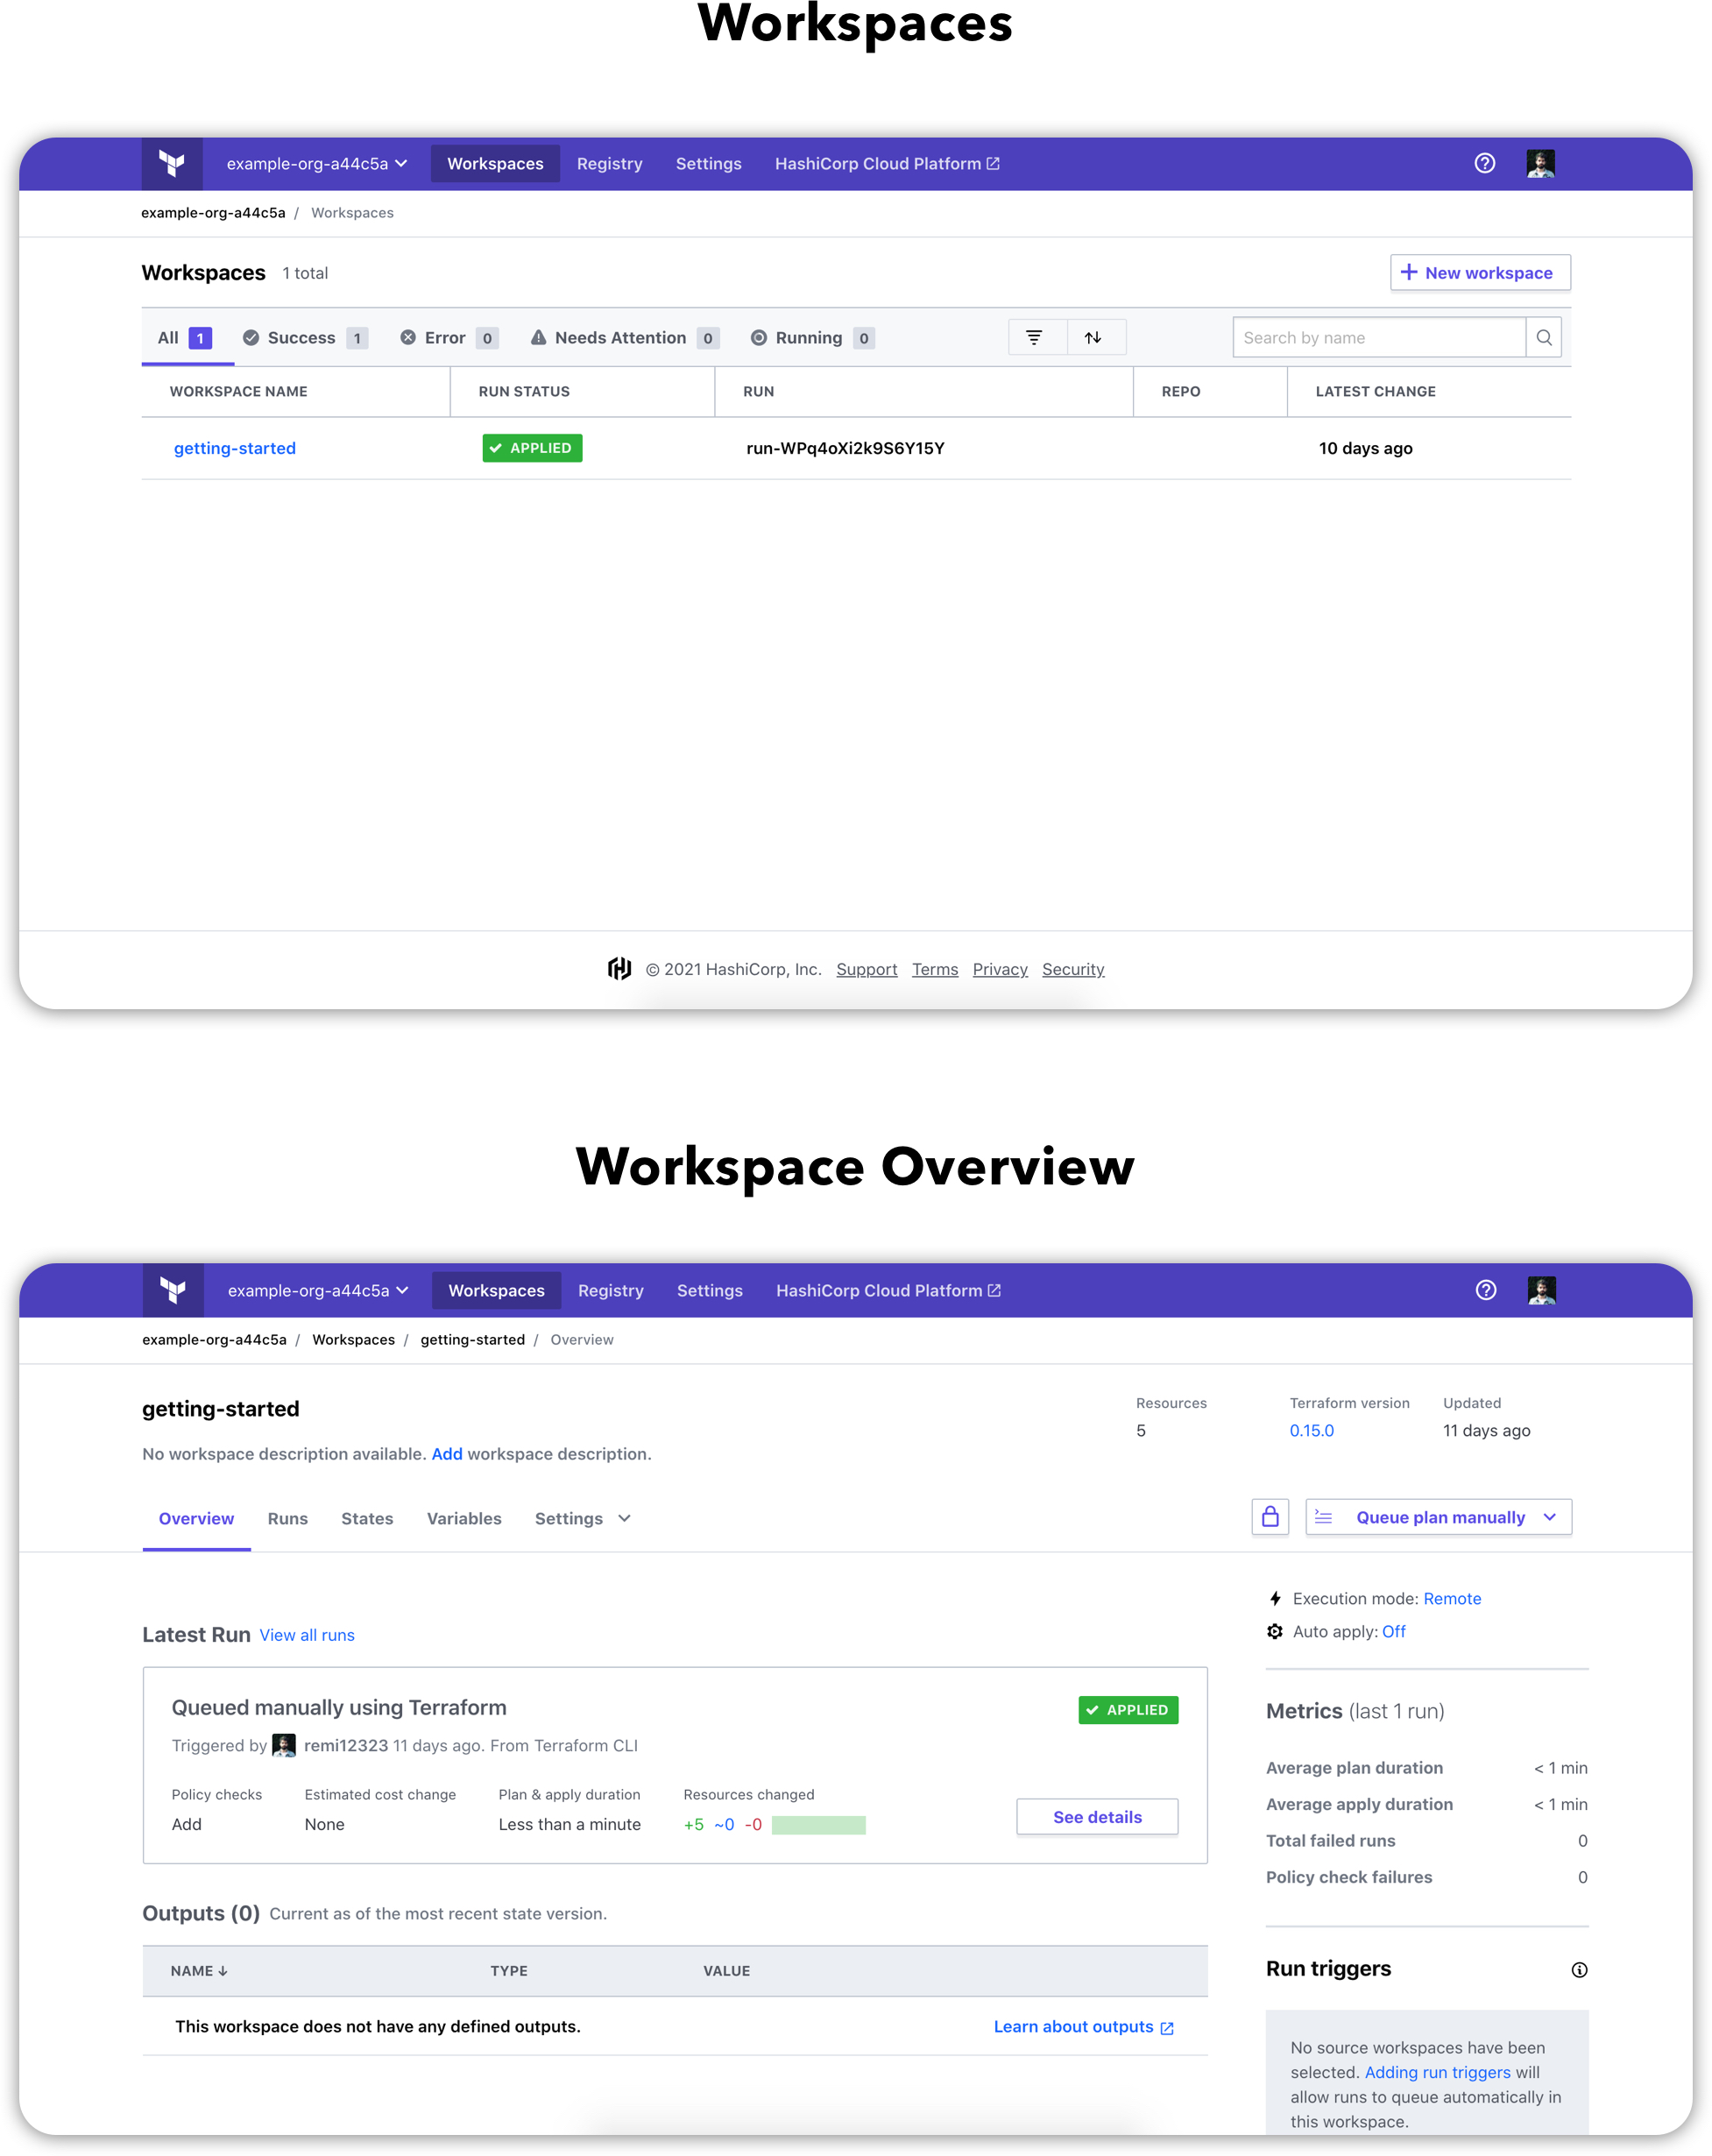 Workspaces
example-org-a44c5a Workspaces Registry Settings HashiCorp Cloud Platform
example-org-a44c5a / Workspaces
Workspaces 1 total
+ New workspace
All 1 Success 1 Error 0 Needs Attention 0 Running 0
Search by name
WORKSPACE NAME RUN STATUS RUN REPO LATEST CHANGE
getting-started APPLIED run-WPq4oXi2k9S6Y15Y 10 days ago
© 2021 HashiCorp, Inc. Support Terms Privacy Security
Workspace Overview
example-org-a44c5a Workspaces Registry Settings HashiCorp Cloud Platform
example-org-a44c5a / Workspaces / getting-started / Overview
getting-started
No workspace description available. Add workspace description.
Resources Terraform version Updated
5 0.15.0 11 days ago
Overview Runs States Variables Settings
Queue plan manually
Latest Run View all runs
Queued manually using Terraform
APPLIED
Triggered by remi12323 11 days ago. From Terraform CLI
Policy checks Estimated cost change Plan & apply duration Resources changed
Add None Less than a minute +5 ~0 -0
See details
Outputs (0) Current as of the most recent state version.
NAME ↓ TYPE VALUE
This workspace does not have any defined outputs. Learn about outputs
Execution mode: Remote
Auto apply: Off
Metrics (last 1 run)
Average plan duration < 1 min
Average apply duration < 1 min
Total failed runs 0
Policy check failures 0
Run triggers
No source workspaces have been
selected. Adding run triggers will
allow runs to queue automatically in
this workspace.